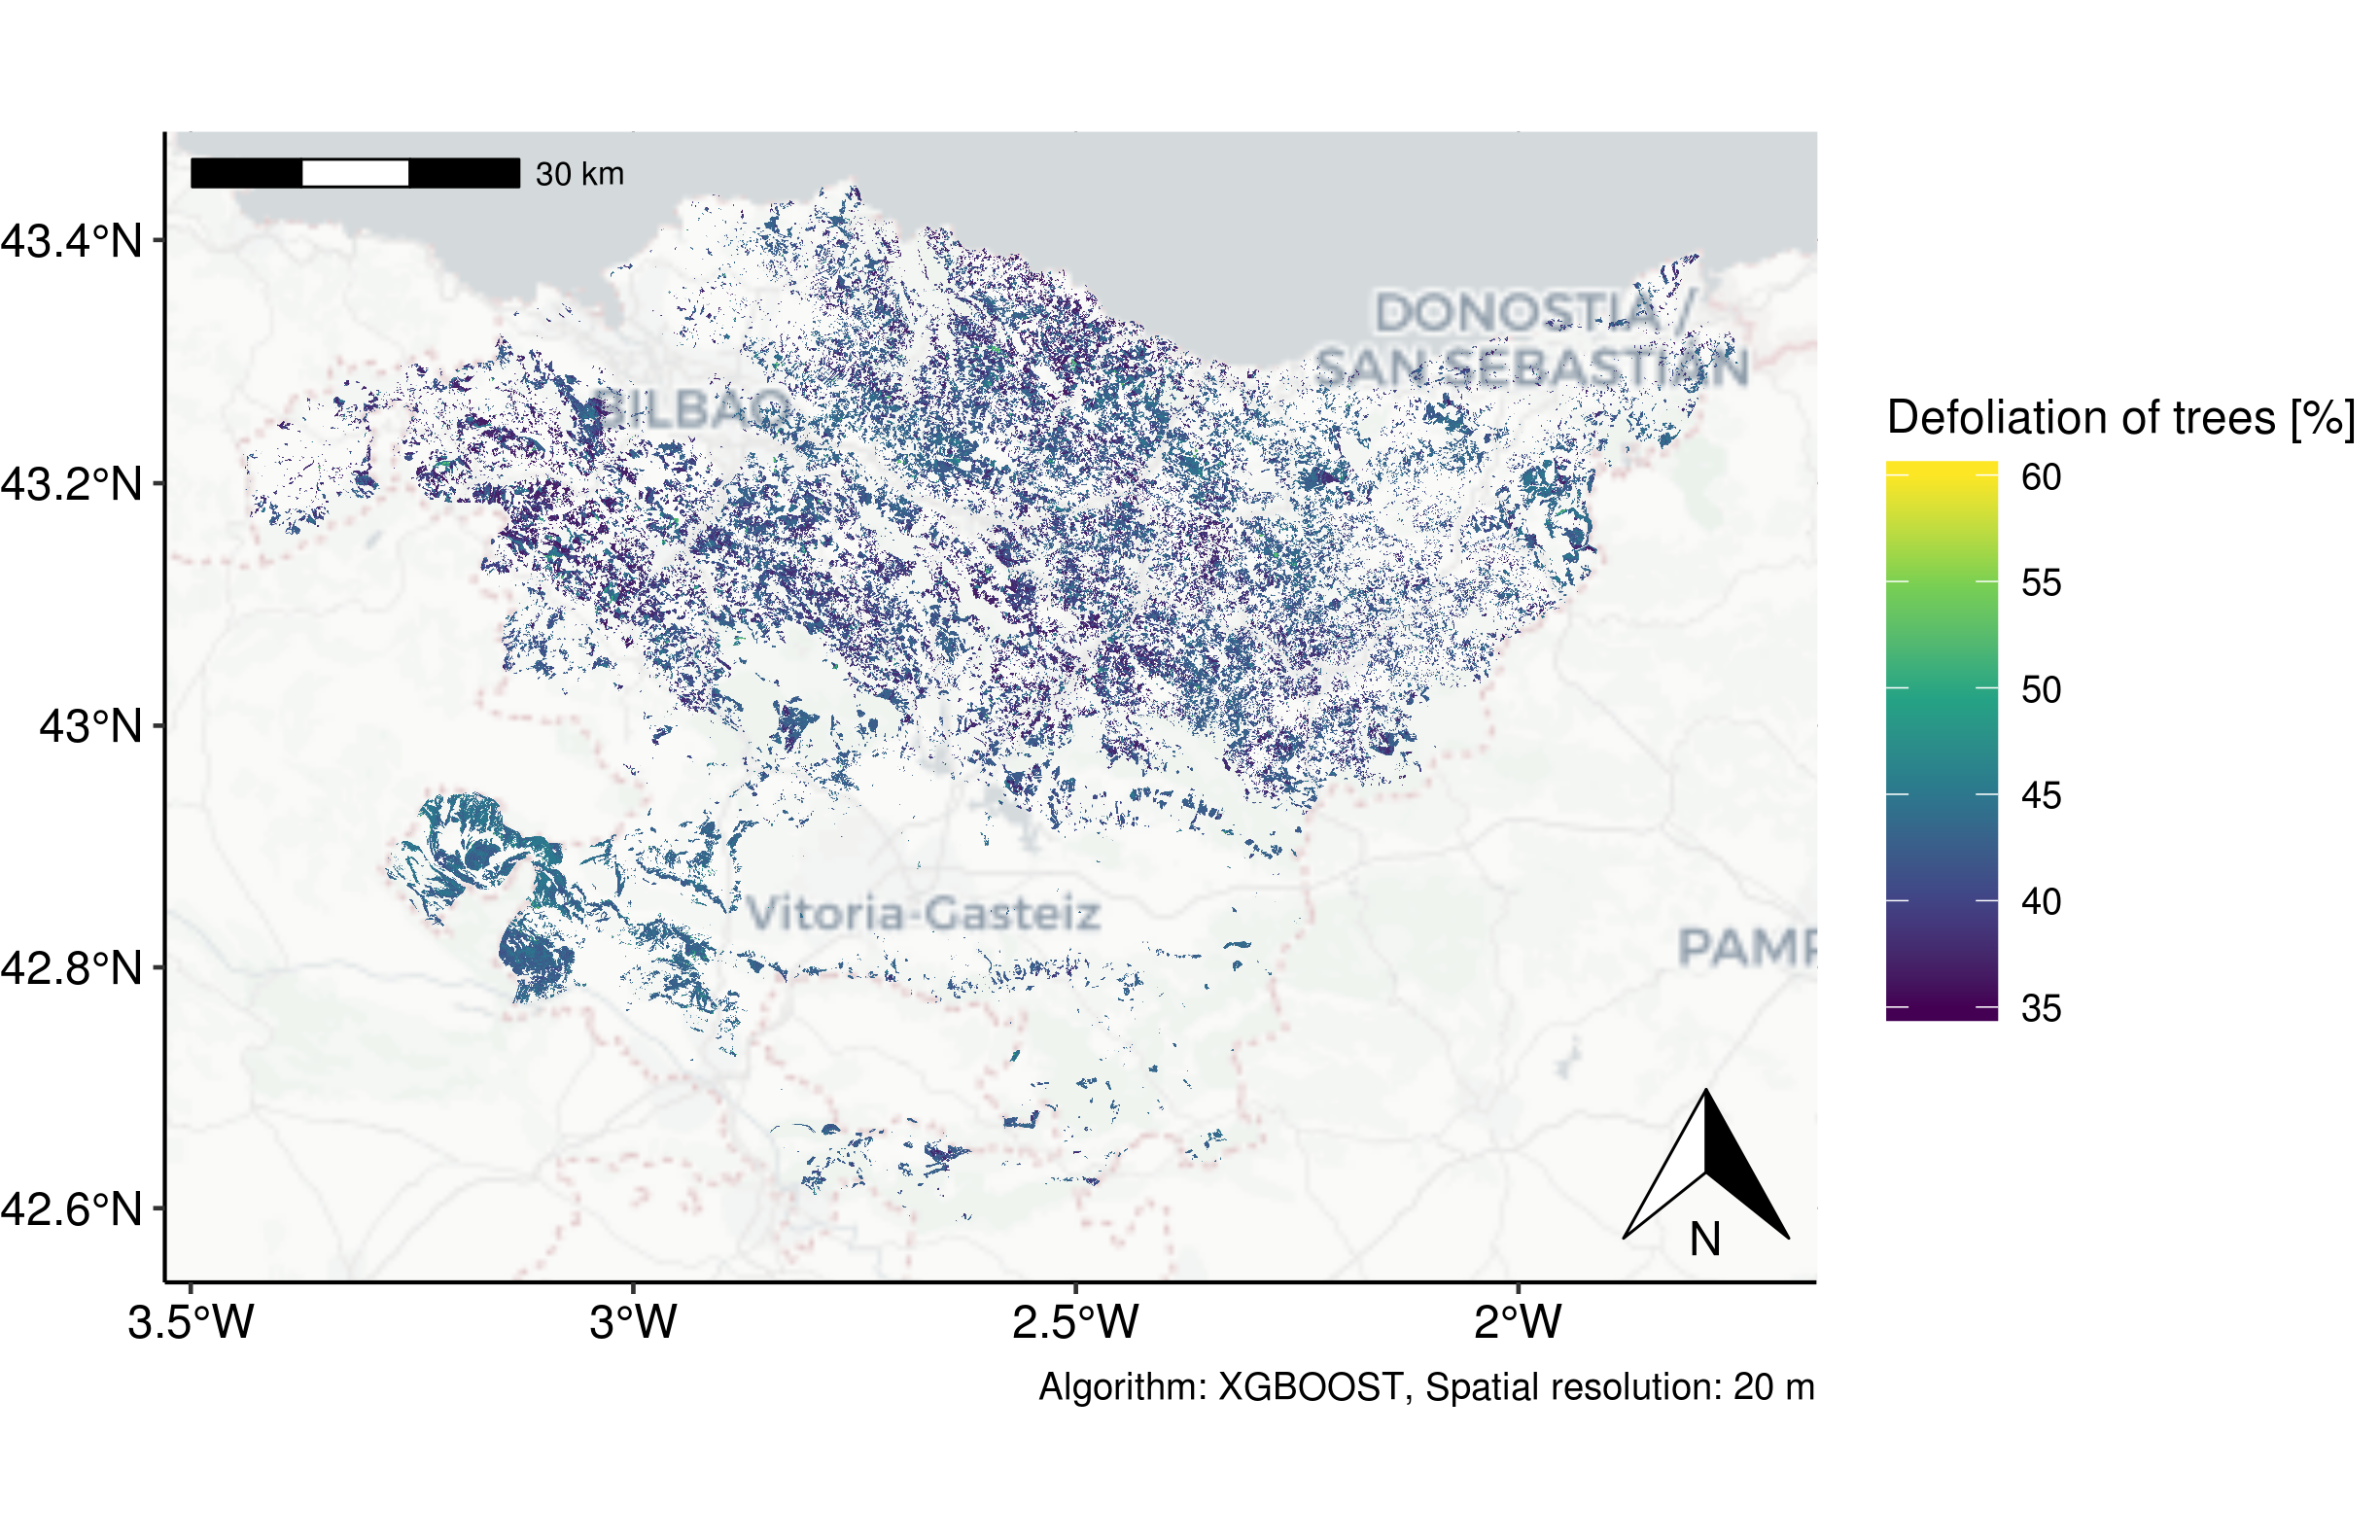 30 km
43.4°N
43.2°N
43°N
42.8°N
42.6°N
DONOSTIA /
SAN SEBASTIÁN
BILBAO
Vitoria-Gasteiz
PAMP
N
3.5°W
3°W
2.5°W
2°W
Algorithm: XGBOOST, Spatial resolution: 20 m
Defoliation of trees [%]
60
55
50
45
40
35